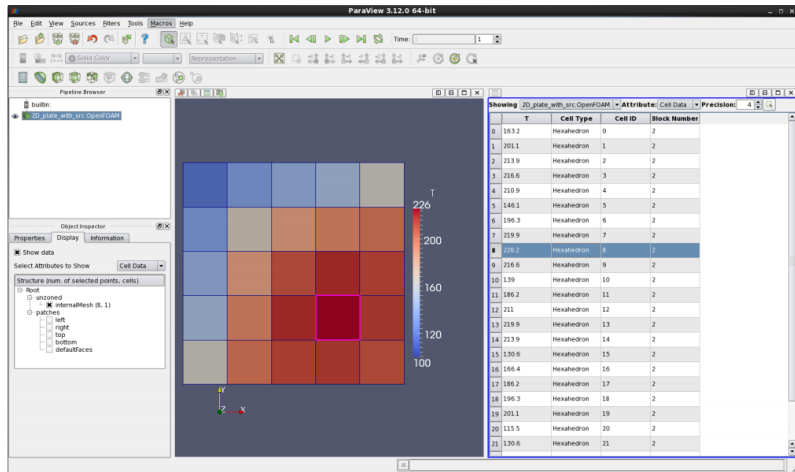 ParaView 3.12.0 64-bit
File Edit View Sources Filters Tools Macros Help
Time: 1
Solid Color Representation
Pipeline Browser
builtin:
2D_plate_with_src.OpenFOAM
Object Inspector
Properties Display Information
Show data
Select Attributes to Show Cell Data
Structure (num. of selected points, cells)
Root
unzoned
internalMesh (8, 1)
patches
left
right
top
bottom
defaultFaces
T
226
200
160
120
100
Y
Z X
Showing 2D_plate_with_src.OpenFOAM Attribute: Cell Data Precision: 4
T Cell Type Cell ID Block Number
0 163.2 Hexahedron 0 2
1 201.1 Hexahedron 1 2
2 213.9 Hexahedron 2 2
3 216.6 Hexahedron 3 2
4 210.9 Hexahedron 4 2
5 146.1 Hexahedron 5 2
6 196.3 Hexahedron 6 2
7 219.9 Hexahedron 7 2
8 226.2 Hexahedron 8 2
9 216.6 Hexahedron 9 2
10 139 Hexahedron 10 2
11 186.2 Hexahedron 11 2
12 211 Hexahedron 12 2
13 219.9 Hexahedron 13 2
14 213.9 Hexahedron 14 2
15 130.6 Hexahedron 15 2
16 166.4 Hexahedron 16 2
17 186.2 Hexahedron 17 2
18 196.3 Hexahedron 18 2
19 201.1 Hexahedron 19 2
20 115.5 Hexahedron 20 2
21 130.6 Hexahedron 21 2